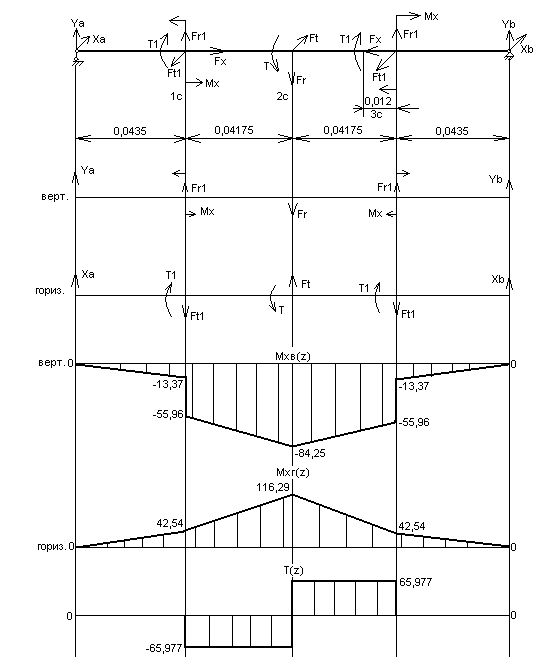 Ya Xa T1 Fr1 Fx Ft1 Mx 1c T Ft Fr 2c T1 Fx Fr1 Ft1 Mx 0,012 3c Yb Xb
0,0435 0,04175 0,04175 0,0435
Ya Fr1 Fr1 Yb
верт.
Mx Fr Mx
Xa T1 Ft T1 Xb
гориз.
Ft1 T Ft1
верт. 0 Mxв(z) 0
-13,37 -13,37
-55,96 -55,96
-84,25
Mxг(z)
116,29
42,54 42,54
гориз. 0 0
T(z)
65,977
0 0
-65,977